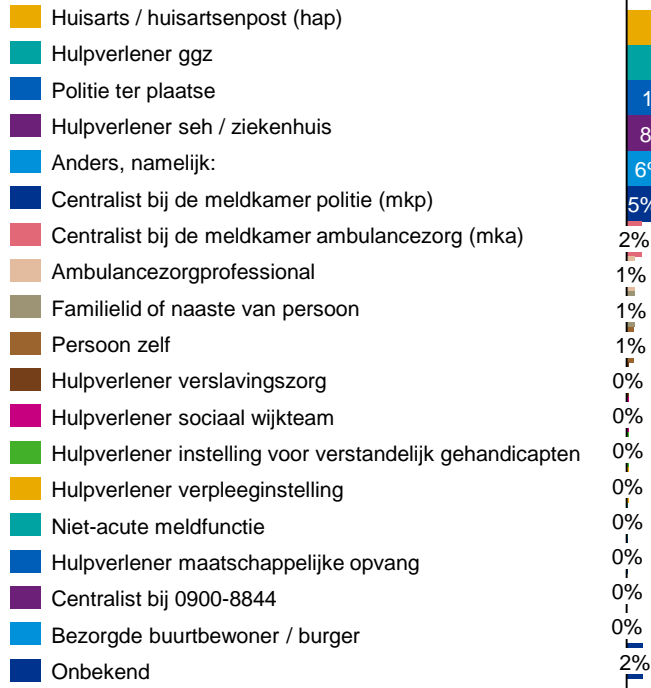 Huisarts / huisartsenpost (hap)
Hulpverlener ggz
Politie ter plaatse
Hulpverlener seh / ziekenhuis
Anders, namelijk:
Centralist bij de meldkamer politie (mkp)
Centralist bij de meldkamer ambulancezorg (mka) 2%
Ambulancezorgprofessional 1%
Familielid of naaste van persoon 1%
Persoon zelf 1%
Hulpverlener verslavingszorg 0%
Hulpverlener sociaal wijkteam 0%
Hulpverlener instelling voor verstandelijk gehandicapten 0%
Hulpverlener verpleeginstelling 0%
Niet-acute meldfunctie 0%
Hulpverlener maatschappelijke opvang 0%
Centralist bij 0900-8844 0%
Bezorgde buurtbewoner / burger 0%
Onbekend 2%